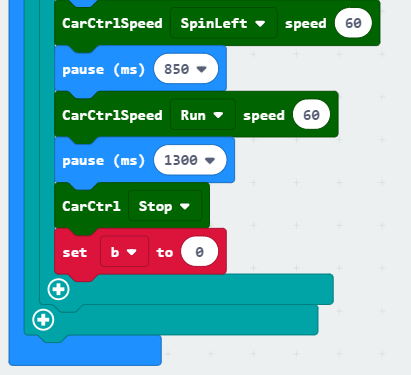 CarCtrlSpeed SpinLeft speed 60
pause (ms) 850
CarCtrlSpeed Run speed 60
pause (ms) 1300
CarCtrl Stop
set b to 0